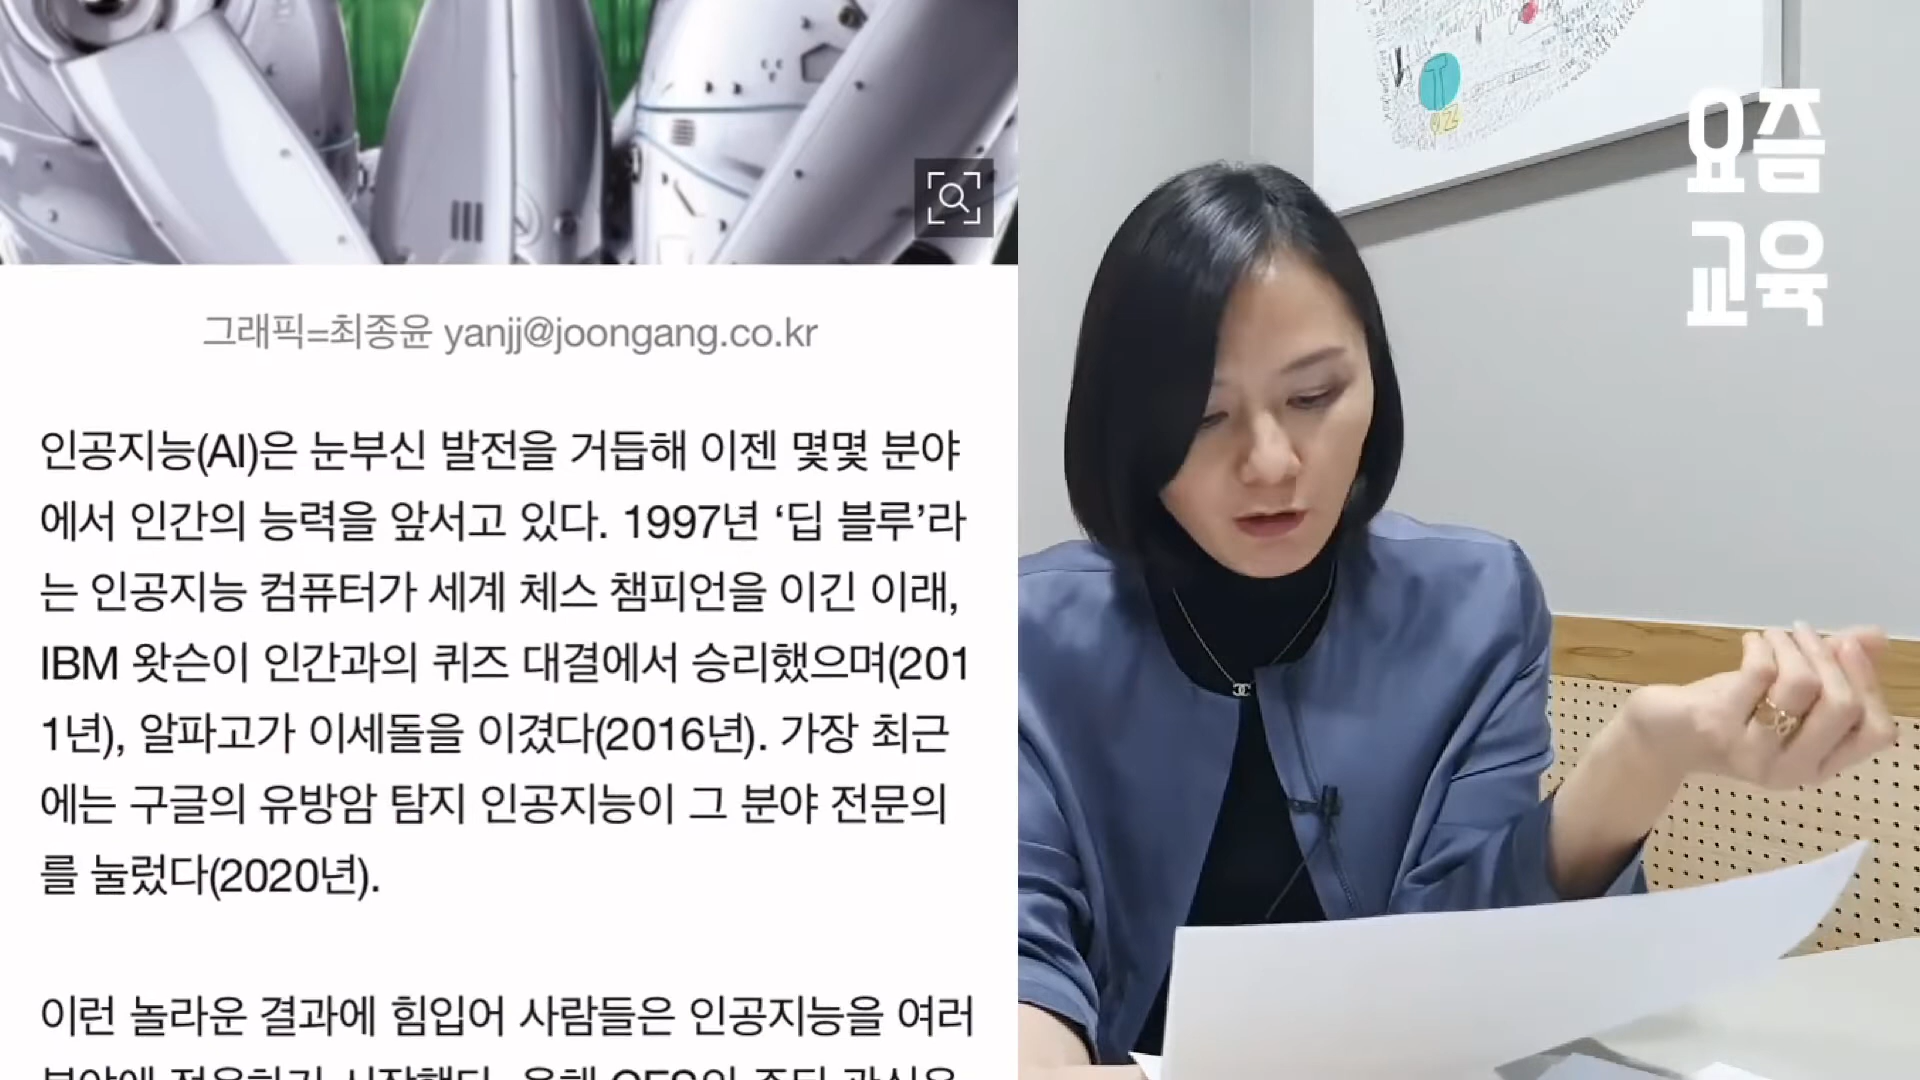 그래픽=최종윤 yanjj@joongang.co.kr
인공지능(AI)은 눈부신 발전을 거듭해 이젠 몇몇 분야
에서 인간의 능력을 앞서고 있다. 1997년 ‘딥 블루’라
는 인공지능 컴퓨터가 세계 체스 챔피언을 이긴 이래,
IBM 왓슨이 인간과의 퀴즈 대결에서 승리했으며(201
1년), 알파고가 이세돌을 이겼다(2016년). 가장 최근
에는 구글의 유방암 탐지 인공지능이 그 분야 전문의
를 눌렀다(2020년).
이런 놀라운 결과에 힘입어 사람들은 인공지능을 여러
요즘
교육